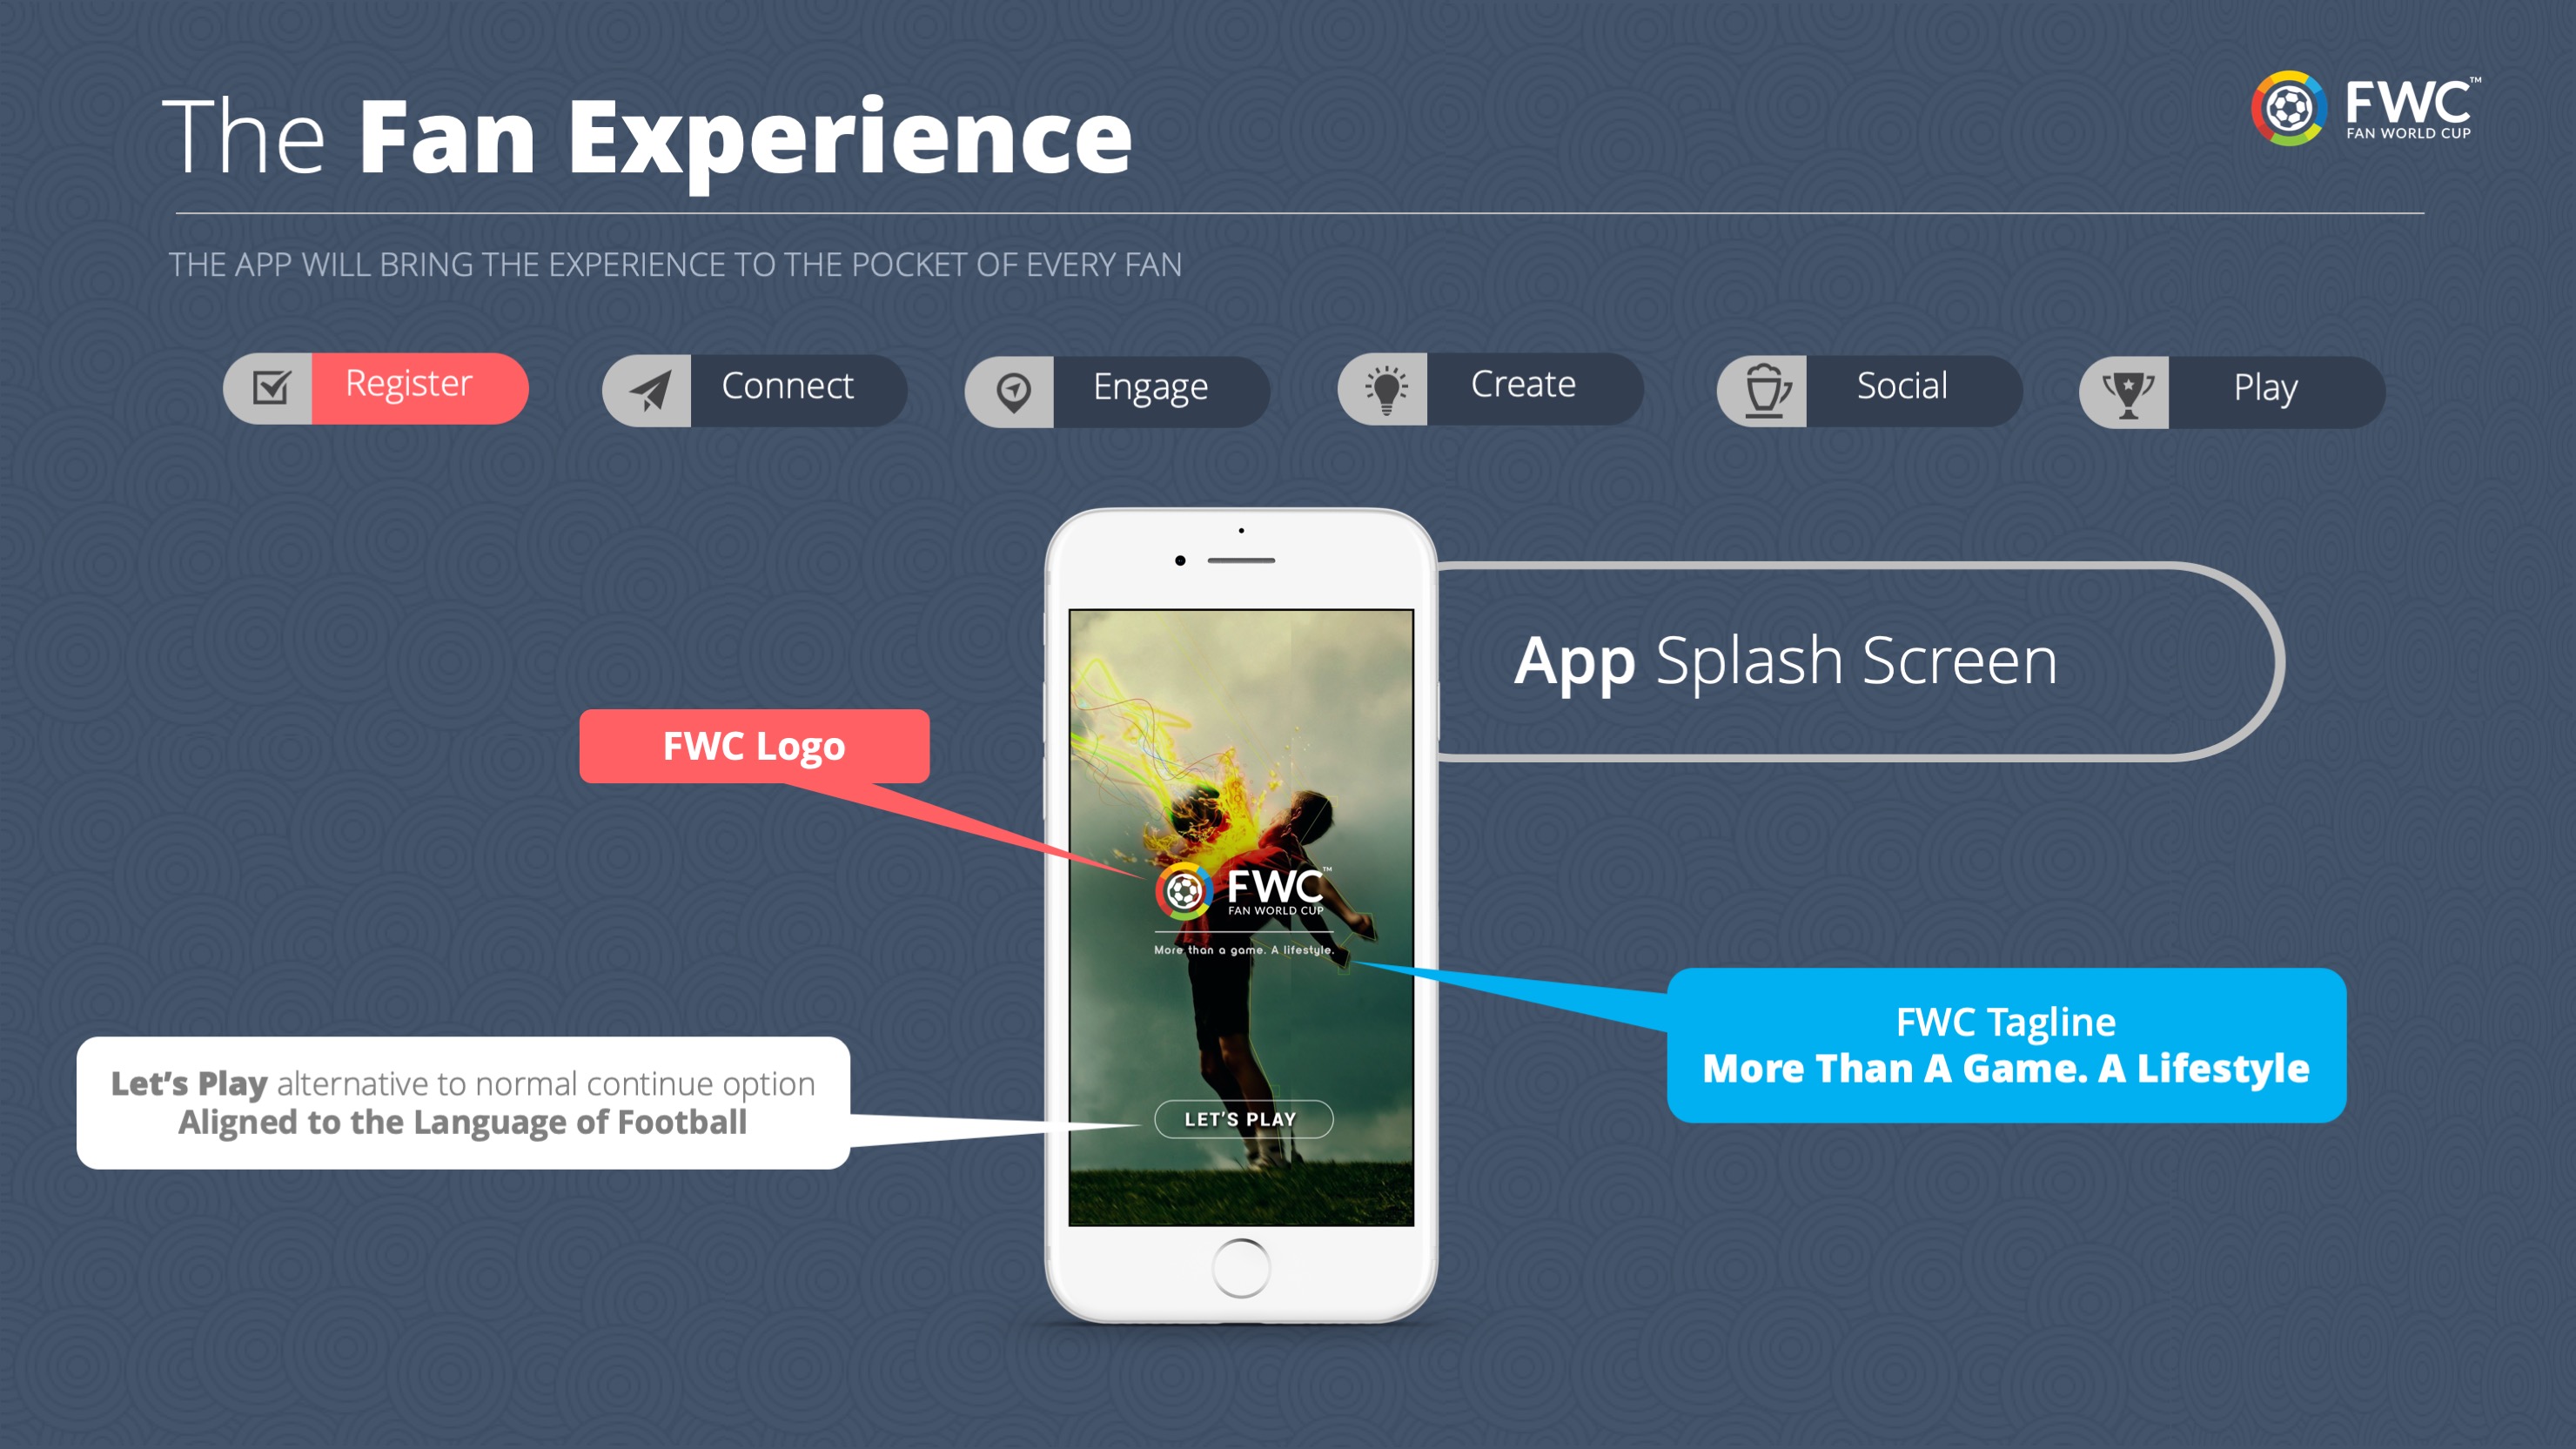 The Fan Experience
FWC™
FAN WORLD CUP
THE APP WILL BRING THE EXPERIENCE TO THE POCKET OF EVERY FAN
Register
Connect
Engage
Create
Social
Play
App Splash Screen
FWC Logo
FWC™
FAN WORLD CUP
More than a game. A lifestyle.
FWC Tagline
More Than A Game. A Lifestyle
Let's Play alternative to normal continue option
Aligned to the Language of Football
LET'S PLAY